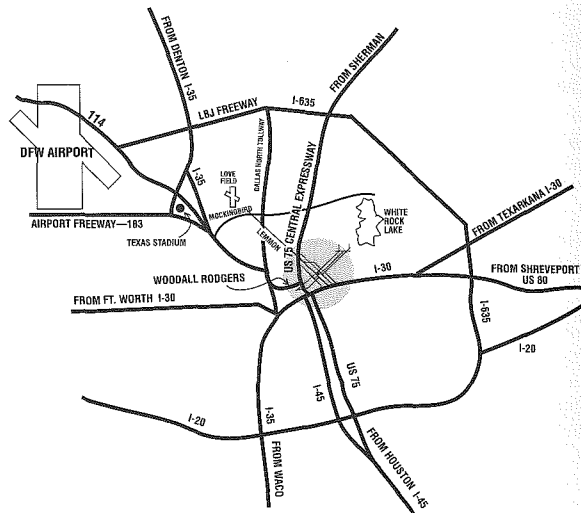 FROM DENTON I-35
FROM SHERMAN
LBJ FREEWAY
I-635
114
DFW AIRPORT
I-35
LOVE
FIELD
DALLAS NORTH TOLLWAY
US 75 CENTRAL EXPRESSWAY
MOCKINGBIRD
AIRPORT FREEWAY—183
TEXAS STADIUM
LEMMON
WHITE
ROCK
LAKE
FROM TEXARKANA I-30
WOODALL RODGERS
I-30
FROM SHREVEPORT
US 80
FROM FT. WORTH I-30
I-635
I-20
US 75
I-45
I-35
I-20
FROM WACO
FROM HOUSTON I-45